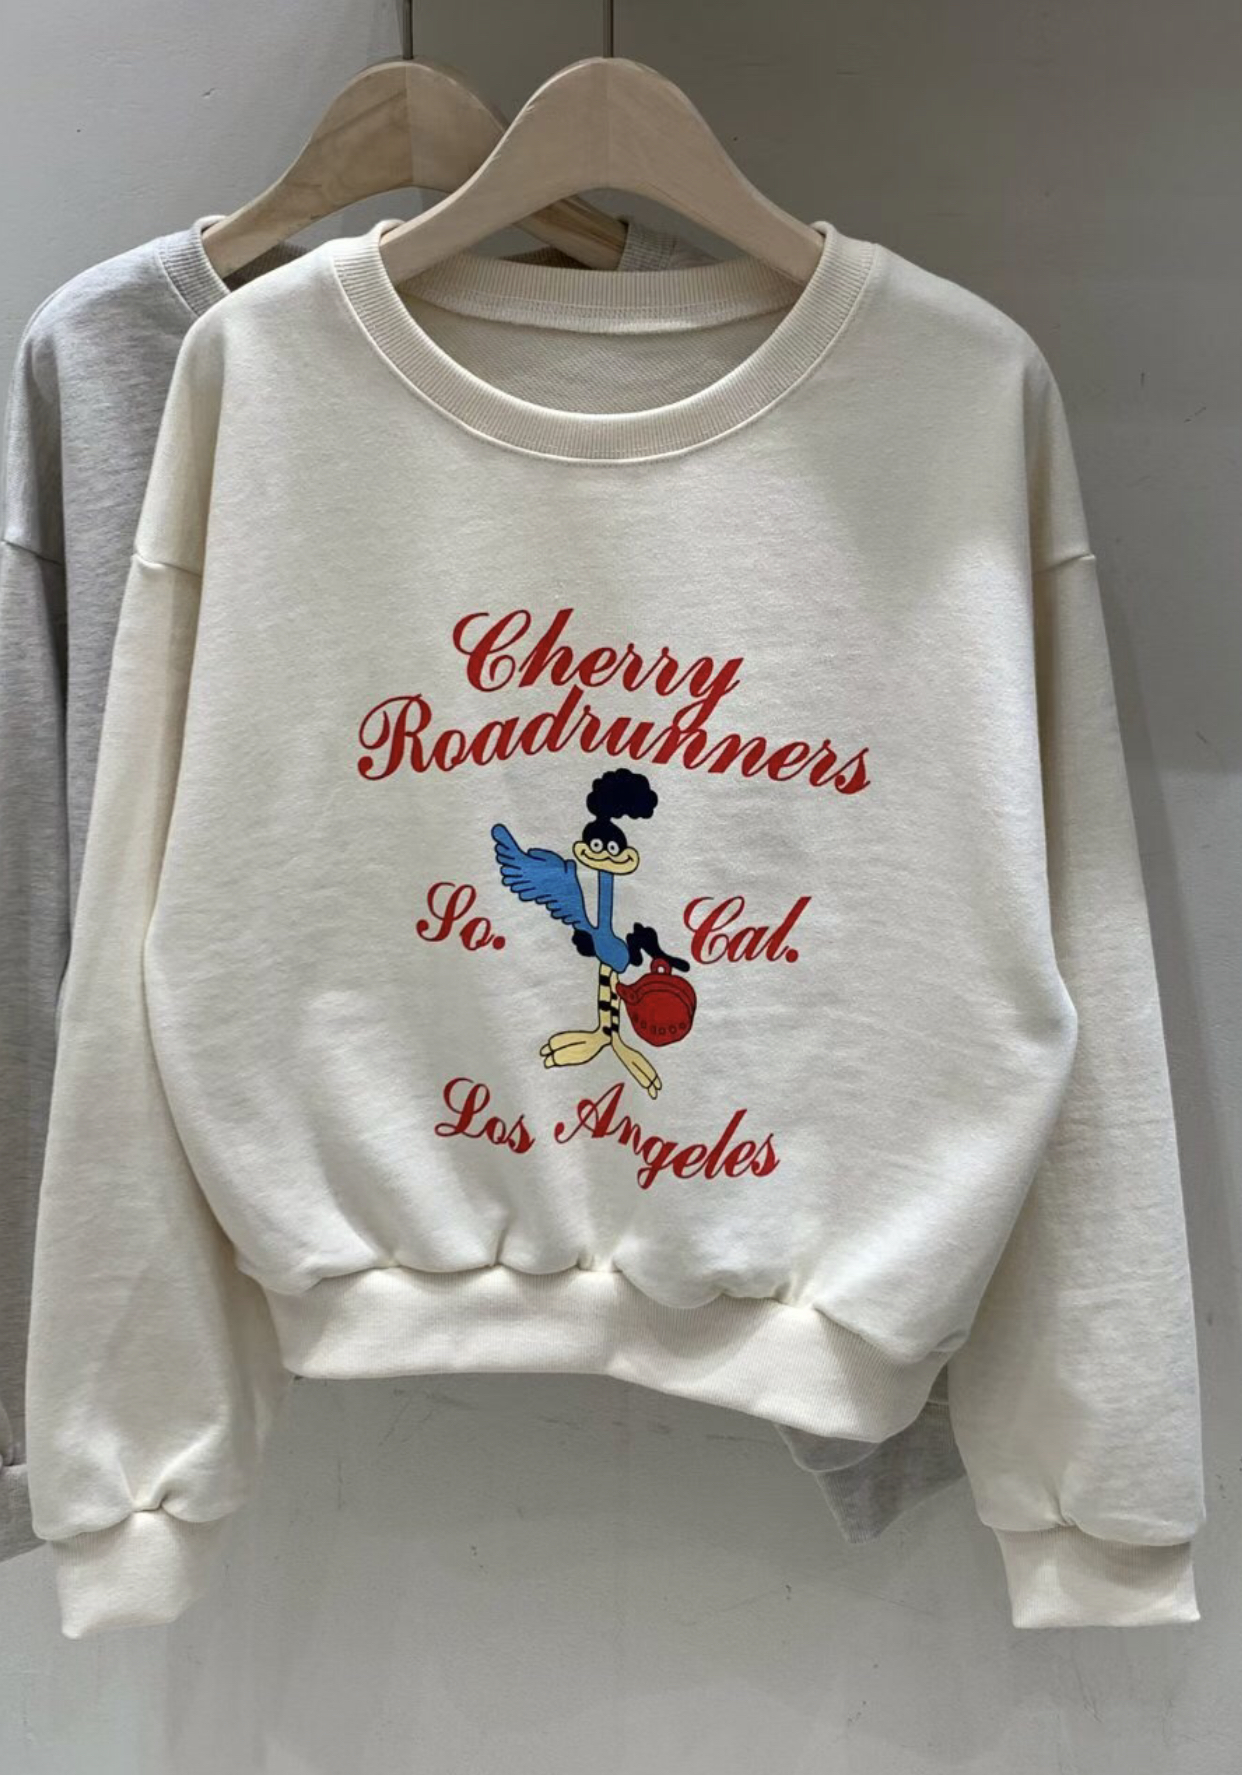 Cherry
Roadrunners
So. Cal.
Los Angeles